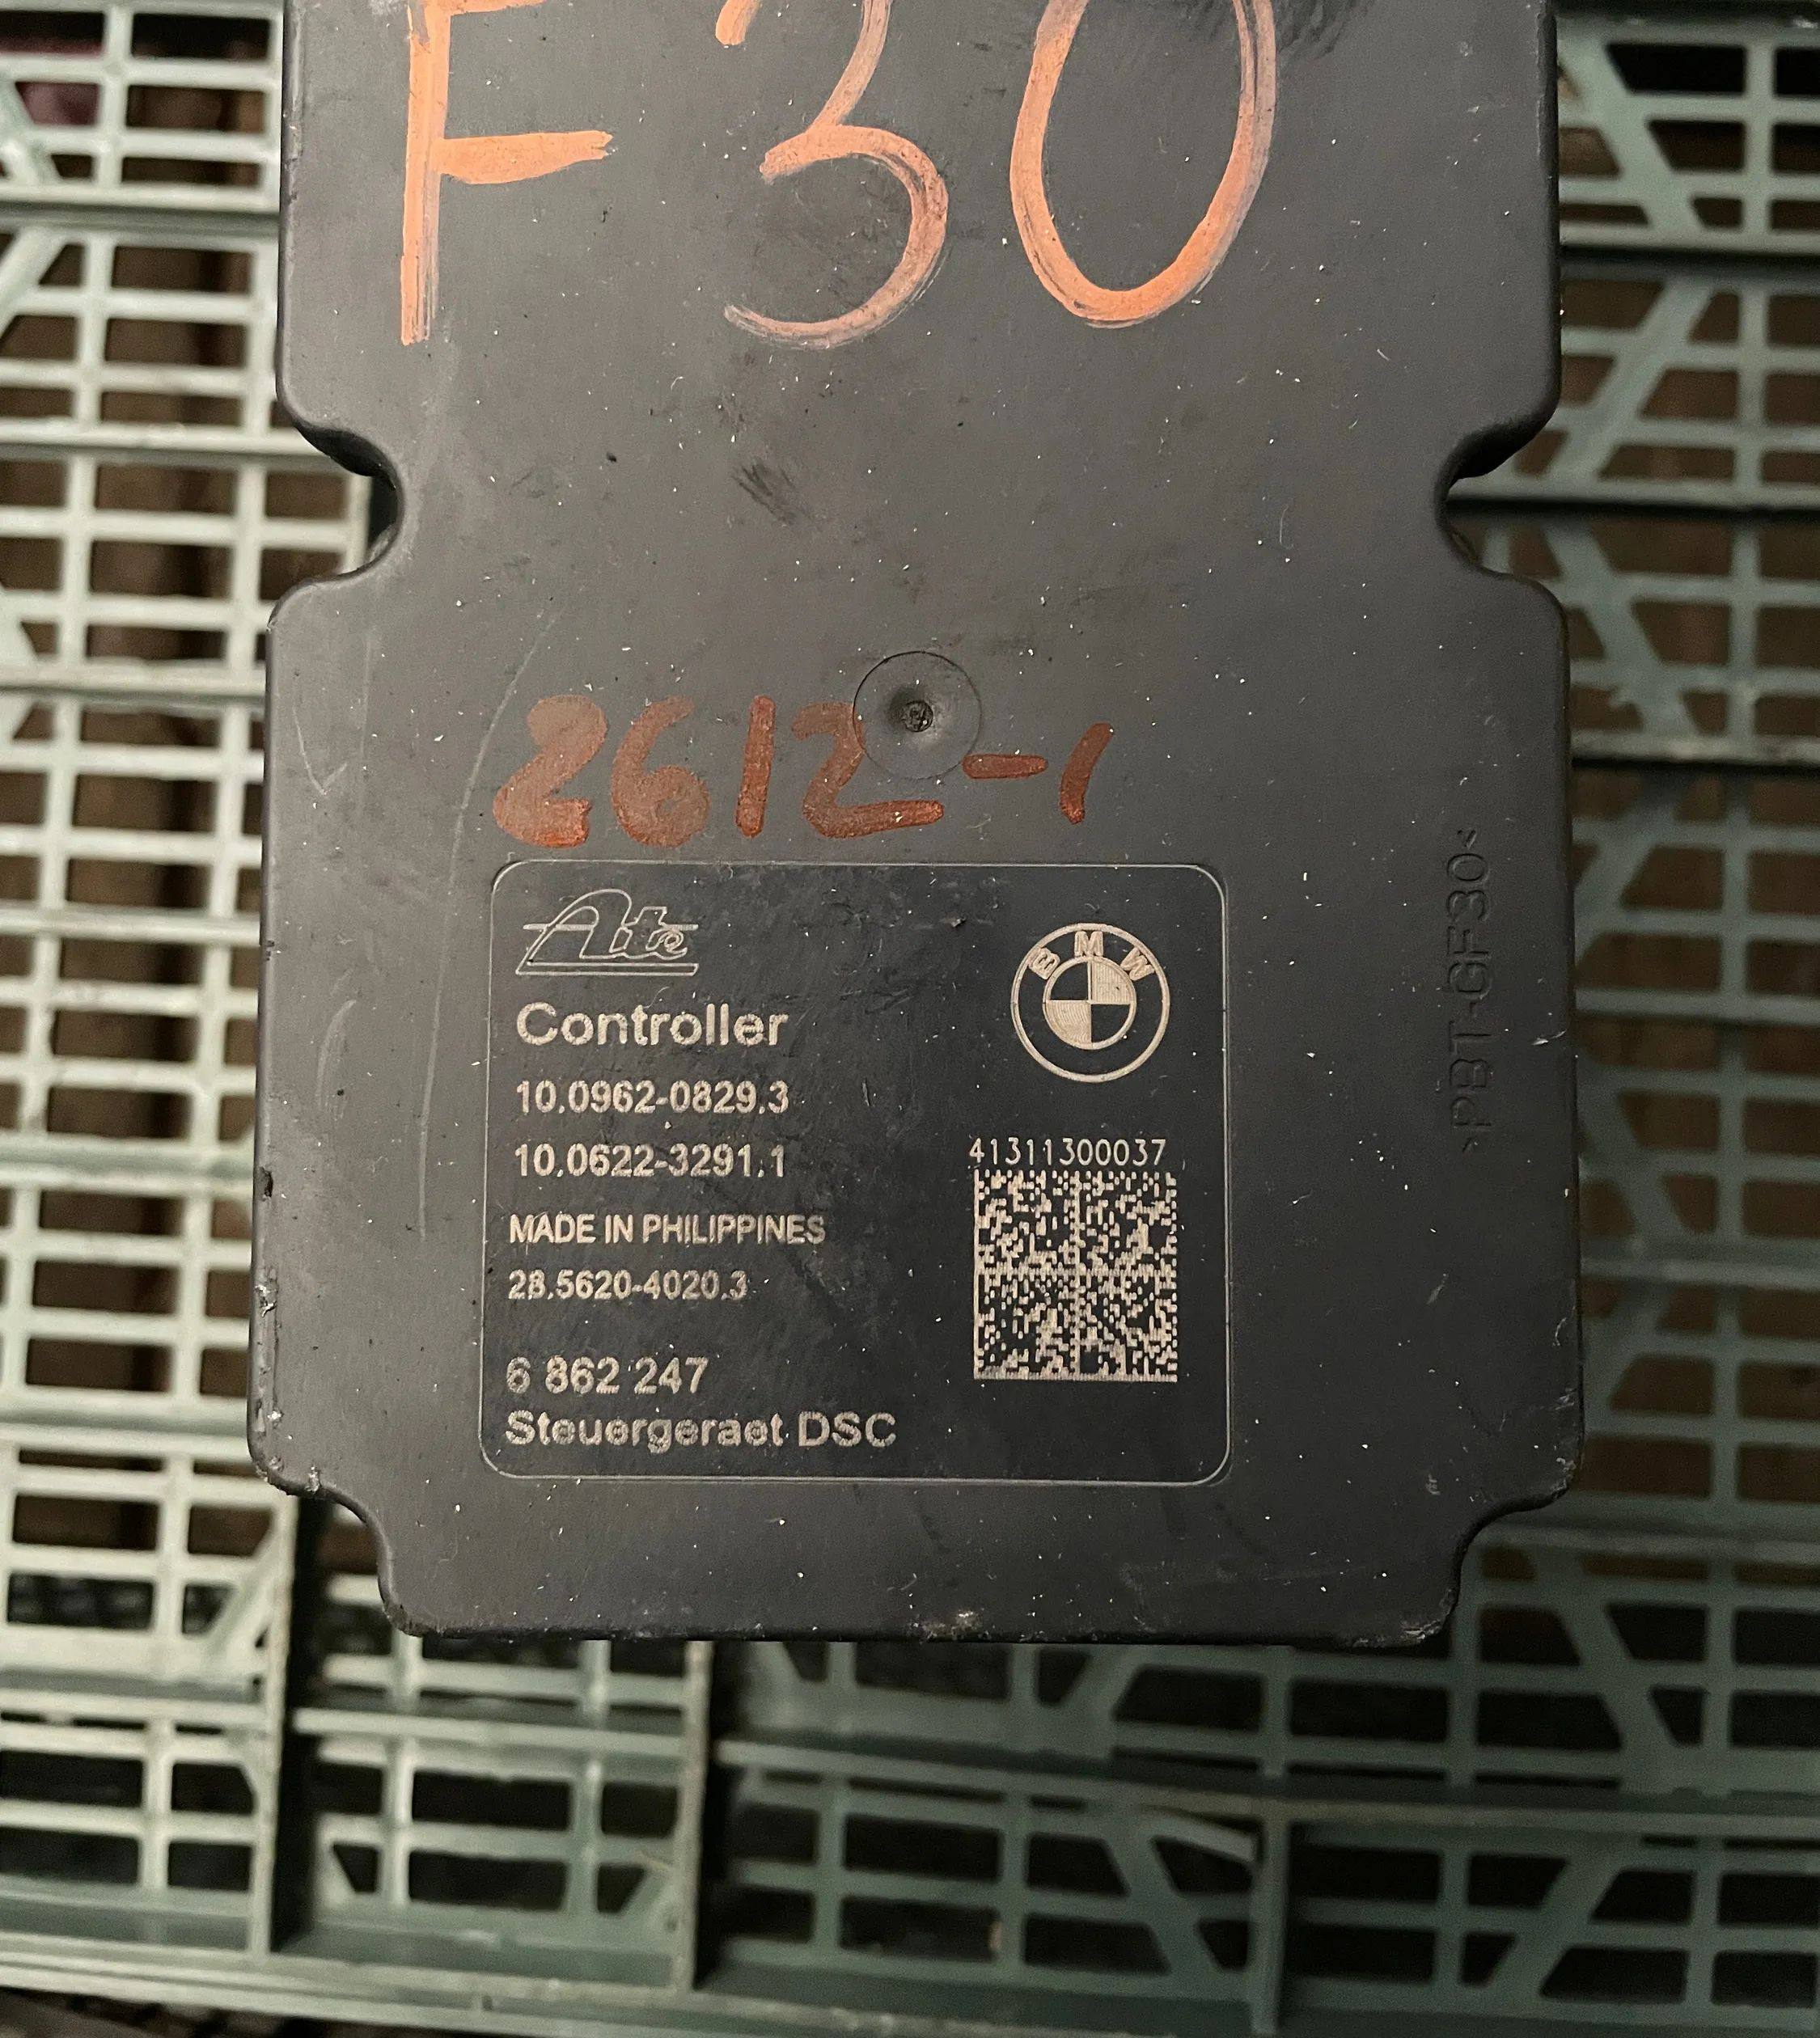 F30
2612-1
Ate
BMW
Controller
10.0962-0829.3
10.0622-3291.1
41311300037
MADE IN PHILIPPINES
28.5620-4020.3
6 862 247
Steuergeraet DSC
>PBT-GF30<